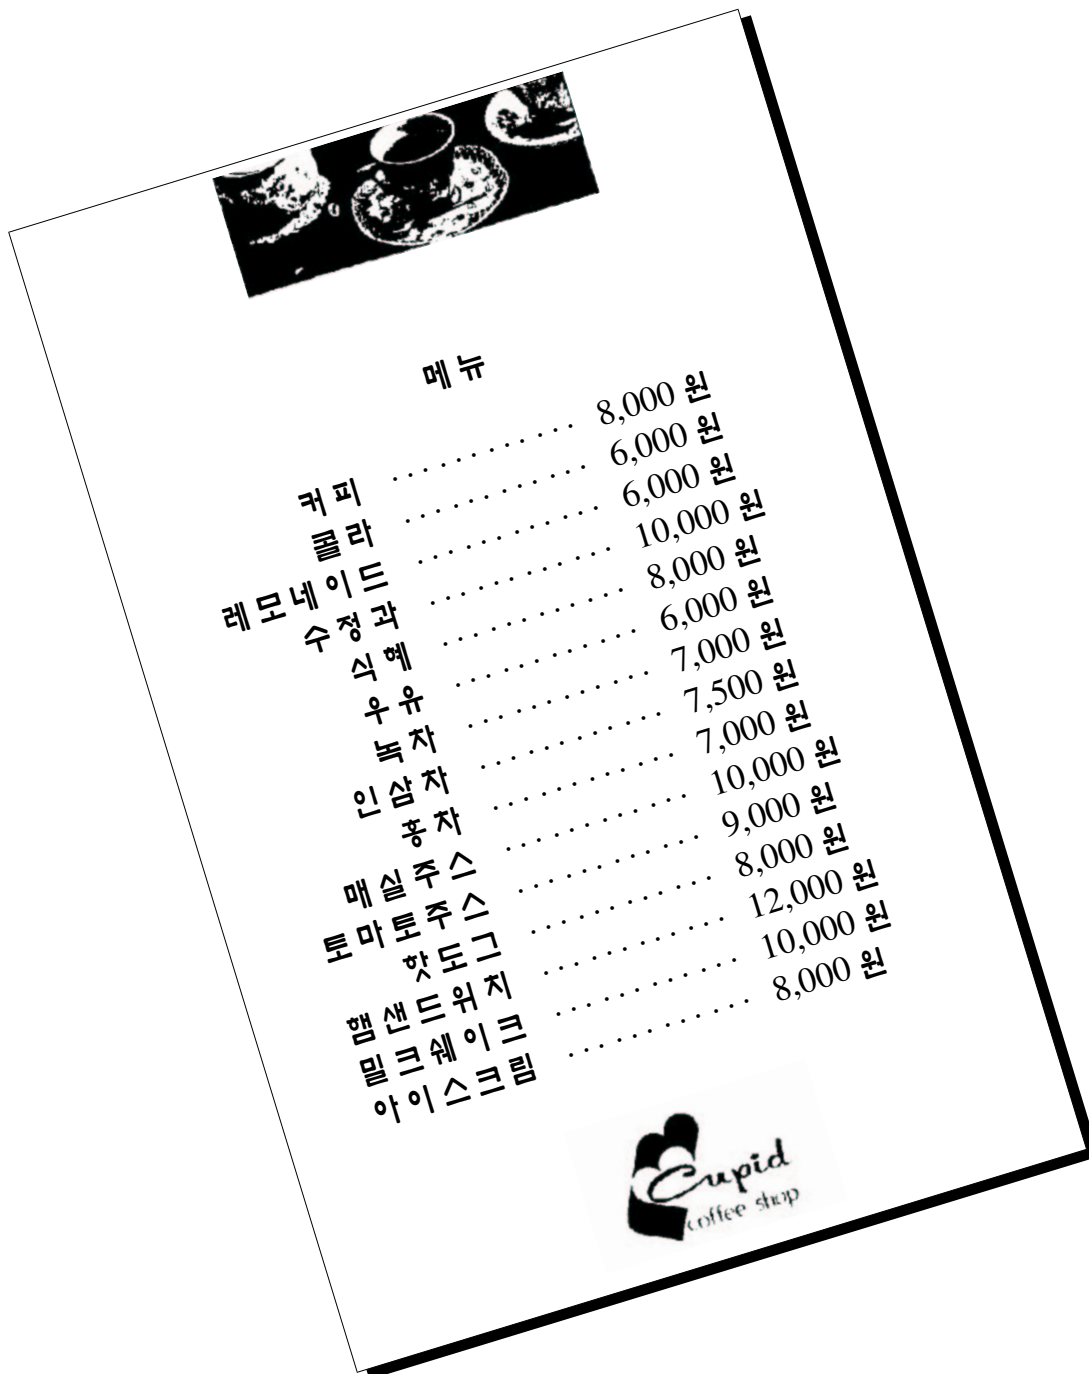 메뉴
커피 ............ 8,000 원
콜라 ............ 6,000 원
레모네이드 ............ 6,000 원
수정과 ............ 10,000 원
식혜 ............ 8,000 원
우유 ............ 6,000 원
녹차 ............ 7,000 원
인삼차 ............ 7,500 원
홍차 ............ 7,000 원
매실주스 ............ 10,000 원
토마토주스 ............ 9,000 원
핫도그 ............ 8,000 원
햄샌드위치 ............ 12,000 원
밀크쉐이크 ............ 10,000 원
아이스크림 ............ 8,000 원
Cupid
coffee shop